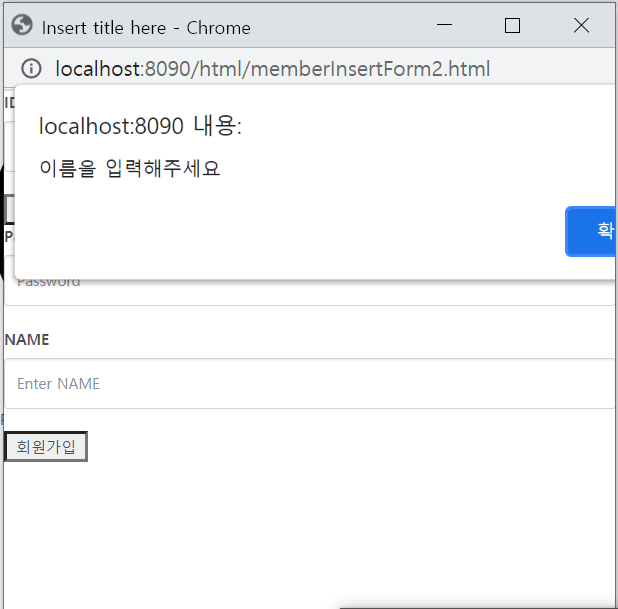 Insert title here - Chrome
localhost:8090/html/memberInsertForm2.html
localhost:8090 내용:
이름을 입력해주세요
Password
NAME
Enter NAME
회원가입